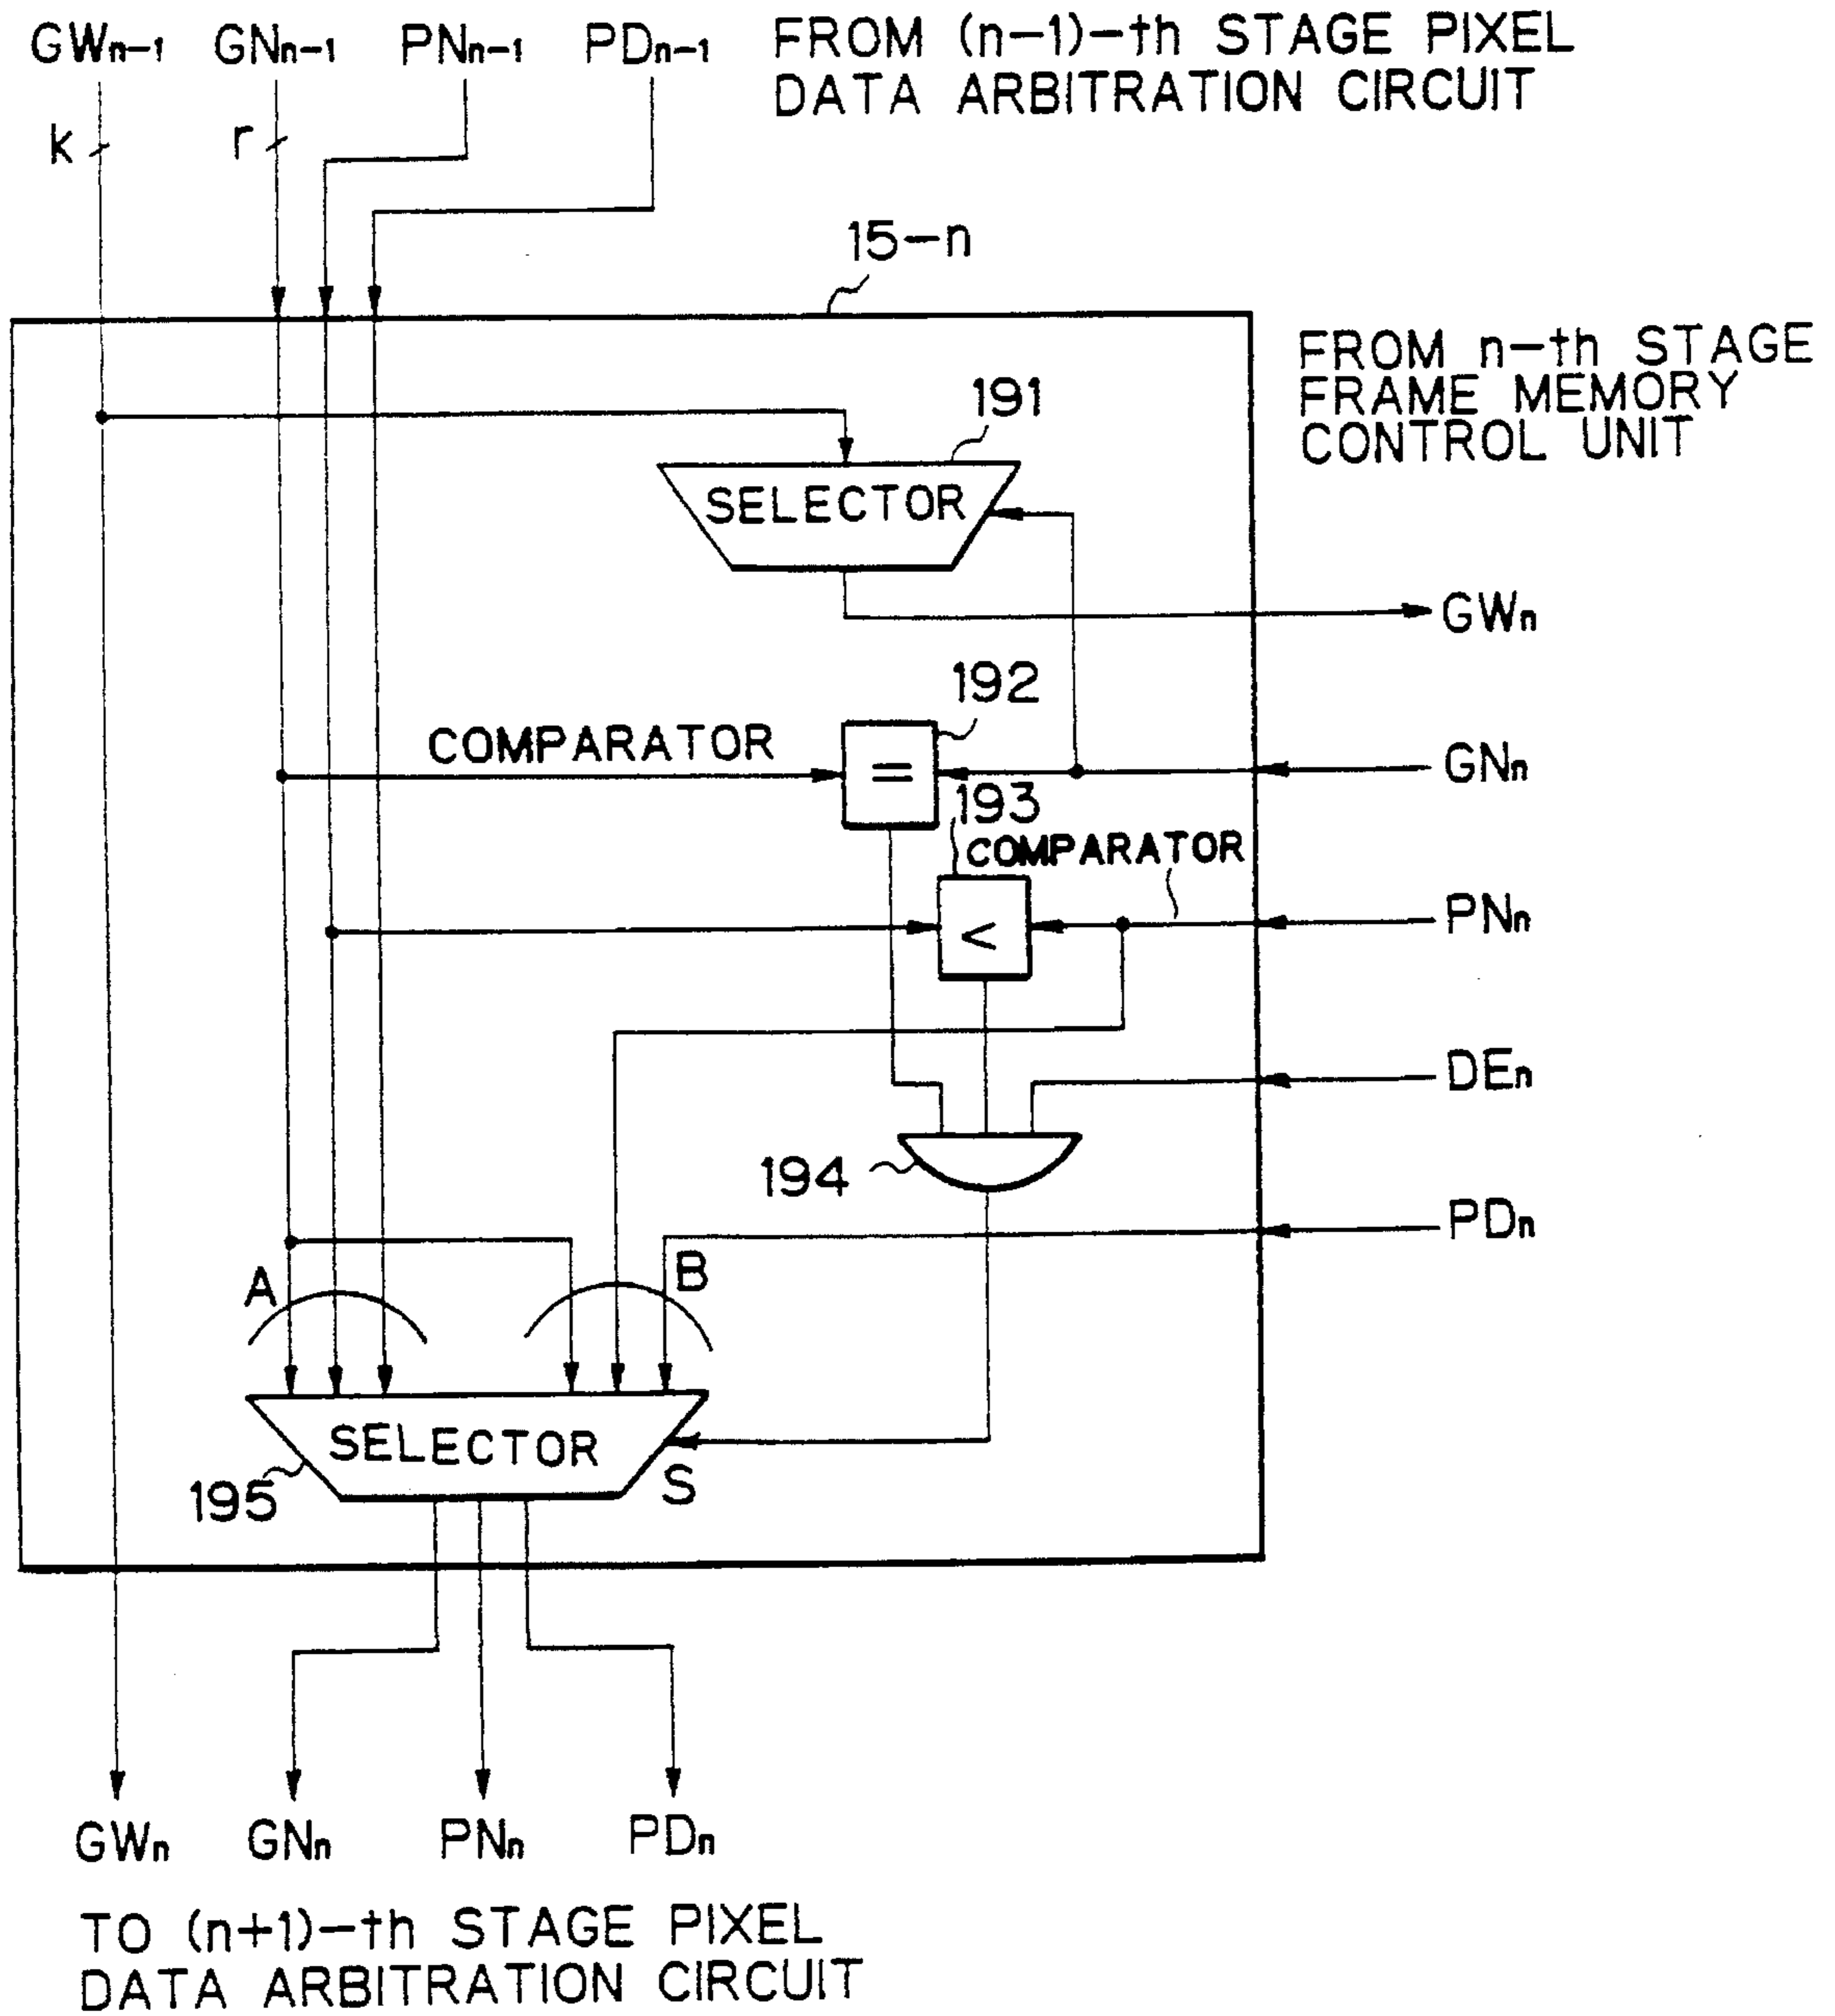 GWn-1 GNn-1 PNn-1 PDn-1
FROM (n-1)-th STAGE PIXEL
DATA ARBITRATION CIRCUIT
k
r
15-n
FROM n-th STAGE
FRAME MEMORY
CONTROL UNIT
191
SELECTOR
GWn
192
COMPARATOR
=
GNn
193
COMPARATOR
<
PNn
DEn
194
PDn
A
B
SELECTOR
S
195
GWn GNn PNn PDn
TO (n+1)-th STAGE PIXEL
DATA ARBITRATION CIRCUIT